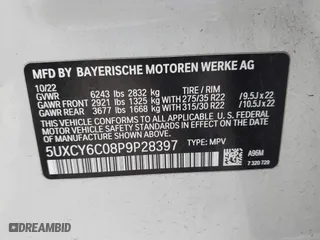 MFD BY BAYERISCHE MOTOREN WERKE AG
10/22
GVWR 6243 lbs 2832 kg TIRE / RIM
GAWR FRONT 2921 lbs 1325 kg WITH 275/35 R22 / 9.5J x 22
GAWR REAR 3677 lbs 1668 kg WITH 315/30 R22 / 10.5J x 22
THIS VEHICLE CONFORMS TO ALL APPLICABLE U.S. FEDERAL MOTOR VEHICLE SAFETY STANDARDS IN EFFECT ON THE DATE OF MANUFACTURE SHOWN ABOVE.
5UXCY6C08P9P28397 TYPE: MPV
A96M
7 320 729
AUTOHELPERBOT.COM